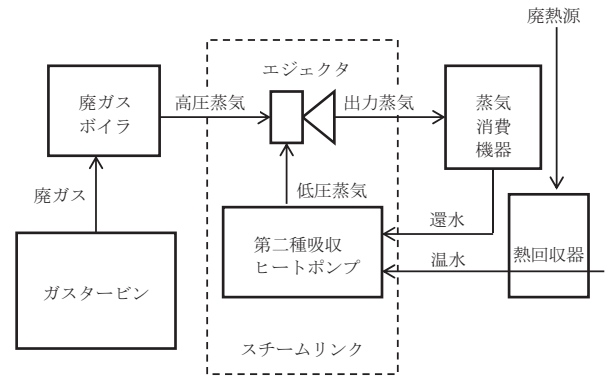 廃熱源
エジェクタ
廃ガス
ボイラ
高圧蒸気
出力蒸気
蒸気
消費
機器
低圧蒸気
廃ガス
還水
第二種吸収
ヒートポンプ
温水
熱回収器
ガスタービン
スチームリンク